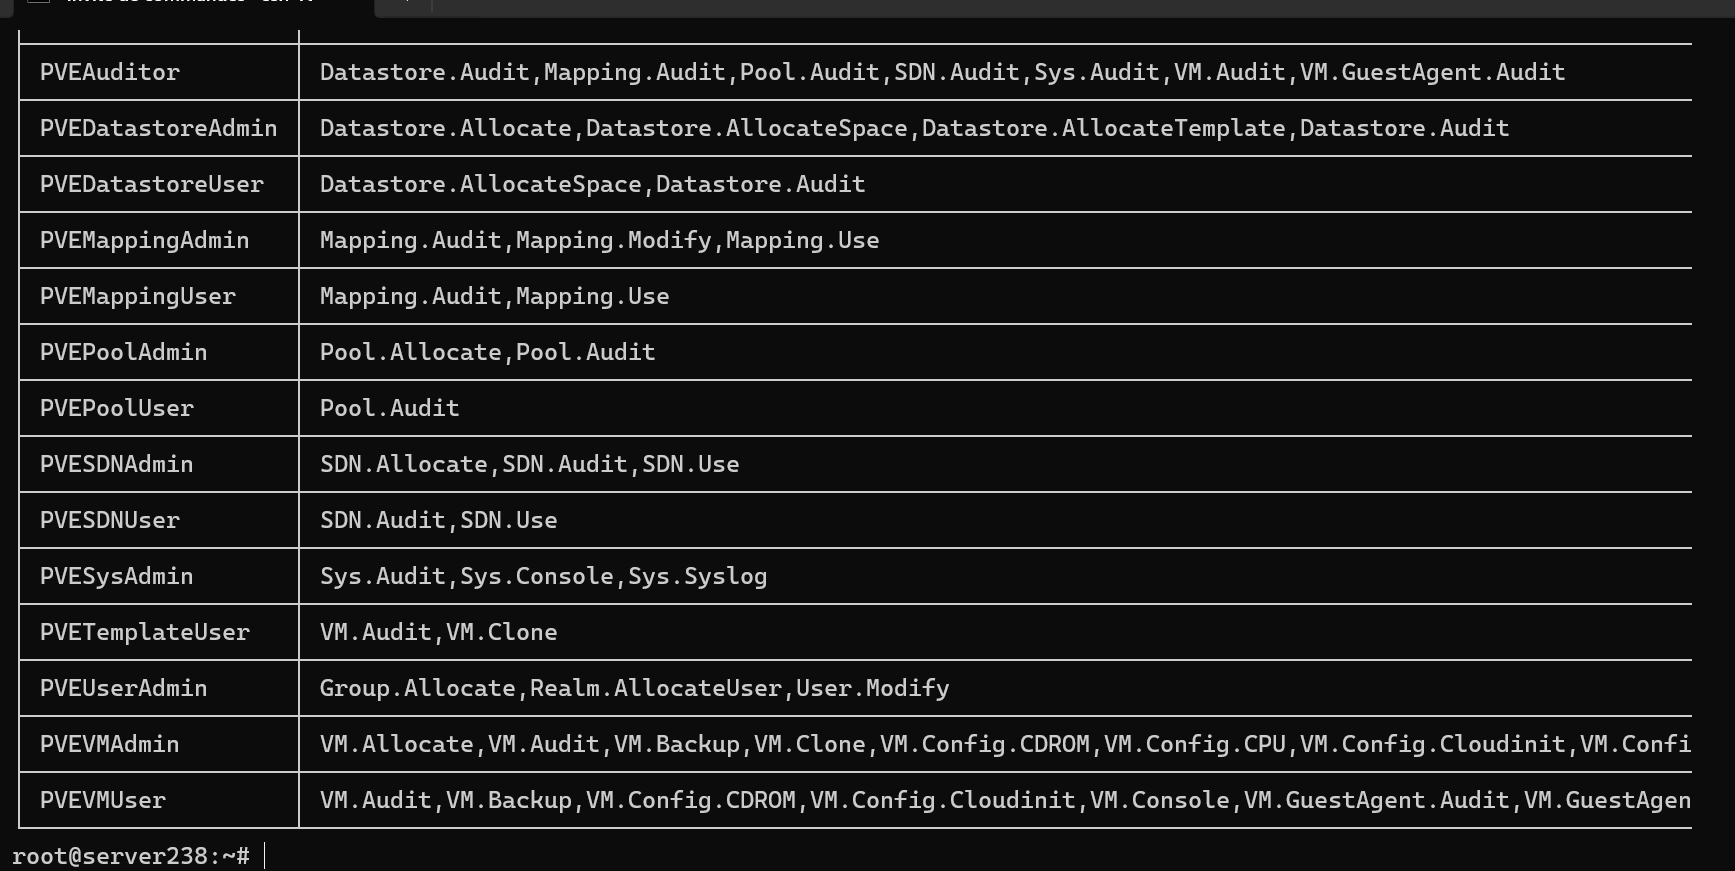 PVEAuditor Datastore.Audit,Mapping.Audit,Pool.Audit,SDN.Audit,Sys.Audit,VM.Audit,VM.GuestAgent.Audit
PVEDatastoreAdmin Datastore.Allocate,Datastore.AllocateSpace,Datastore.AllocateTemplate,Datastore.Audit
PVEDatastoreUser Datastore.AllocateSpace,Datastore.Audit
PVEMappingAdmin Mapping.Audit,Mapping.Modify,Mapping.Use
PVEMappingUser Mapping.Audit,Mapping.Use
PVEPoolAdmin Pool.Allocate,Pool.Audit
PVEPoolUser Pool.Audit
PVESDNAdmin SDN.Allocate,SDN.Audit,SDN.Use
PVESDNUser SDN.Audit,SDN.Use
PVESysAdmin Sys.Audit,Sys.Console,Sys.Syslog
PVETemplateUser VM.Audit,VM.Clone
PVEUserAdmin Group.Allocate,Realm.AllocateUser,User.Modify
PVEVMAdmin VM.Allocate,VM.Audit,VM.Backup,VM.Clone,VM.Config.CDROM,VM.Config.CPU,VM.Config.Cloudinit,VM.Confi
PVEVMUser VM.Audit,VM.Backup,VM.Config.CDROM,VM.Config.Cloudinit,VM.Console,VM.GuestAgent.Audit,VM.GuestAgen
root@server238:~#